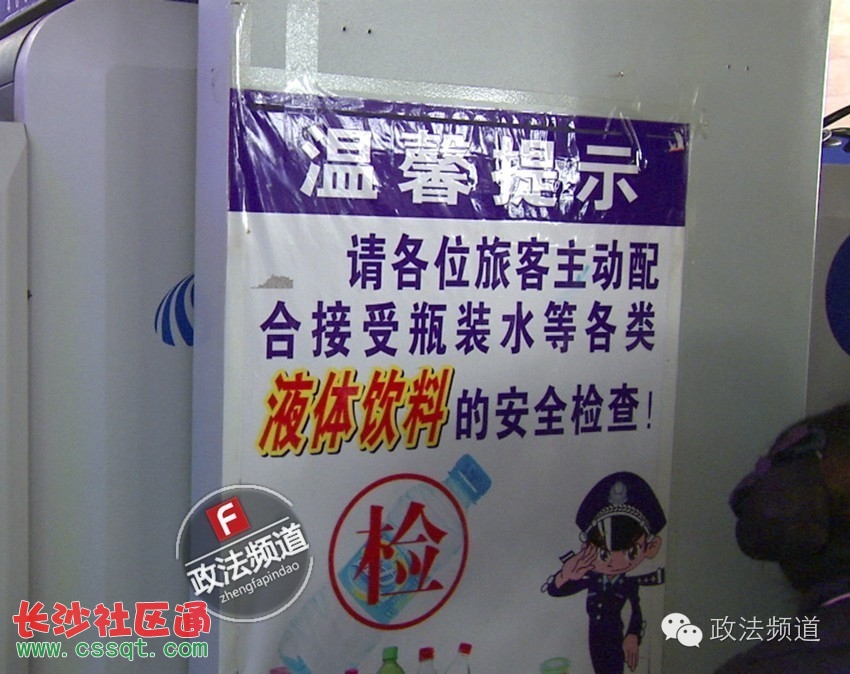 温馨提示
请各位旅客主动配
合接受瓶装水等各类
液体饮料的安全检查!
检
F
政法频道
zhengfapindao
长沙社区通
www.cssqt.com
政法频道